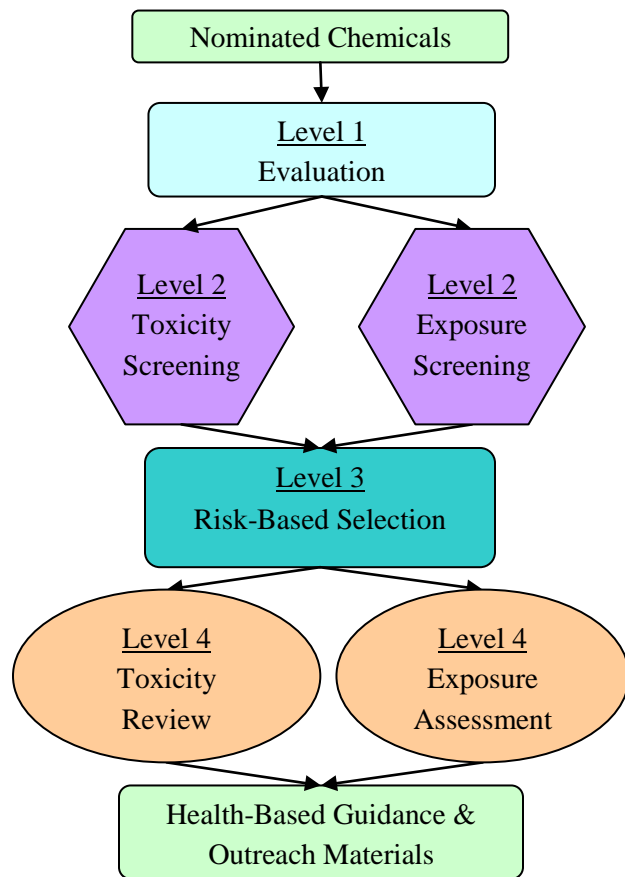 Nominated Chemicals
Level 1
Evaluation
Level 2
Toxicity
Screening
Level 2
Exposure
Screening
Level 3
Risk-Based Selection
Level 4
Toxicity
Review
Level 4
Exposure
Assessment
Health-Based Guidance &
Outreach Materials